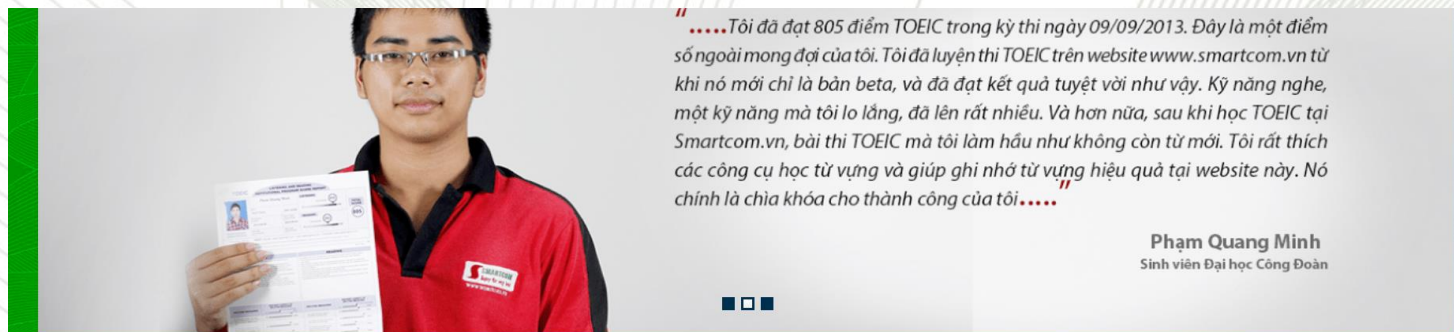 ".....Tôi đã đạt 805 điểm TOEIC trong kỳ thi ngày 09/09/2013. Đây là một điểm
số ngoài mong đợi của tôi. Tôi đã luyện thi TOEIC trên website www.smartcom.vn từ
khi nó mới chỉ là bản beta, và đã đạt kết quả tuyệt vời như vậy. Kỹ năng nghe,
một kỹ năng mà tôi lo lắng, đã lên rất nhiều. Và hơn nữa, sau khi học TOEIC tại
Smartcom.vn, bài thi TOEIC mà tôi làm hầu như không còn từ mới. Tôi rất thích
các công cụ học từ vựng và giúp ghi nhớ từ vựng hiệu quả tại website này. Nó
chính là chìa khóa cho thành công của tôi....."
Phạm Quang Minh
Sinh viên Đại học Công Đoàn
SMARTCOM
805